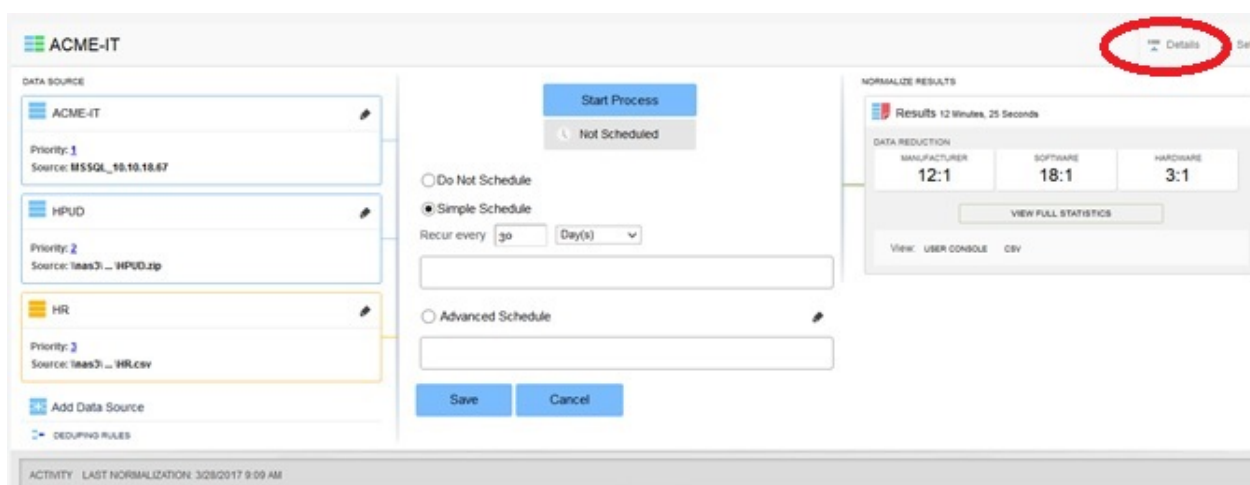 ACME-IT
Details
Se
DATA SOURCE
ACME-IT
Priority: 1
Source: MSSQL_10.10.18.67
HPUD
Priority: 2
Source: \\nas3\ ... \HPUD.zip
HR
Priority: 3
Source: \\nas3\ ... \HR.csv
Add Data Source
DEDUPING RULES
Start Process
Not Scheduled
Do Not Schedule
Simple Schedule
Recur every 30 Day(s)
Advanced Schedule
Save Cancel
NORMALIZE RESULTS
Results 12 Minutes, 25 Seconds
DATA REDUCTION
MANUFACTURER SOFTWARE HARDWARE
12:1 18:1 3:1
VIEW FULL STATISTICS
View: USER CONSOLE CSV
ACTIVITY LAST NORMALIZATION: 3/28/2017 9:09 AM